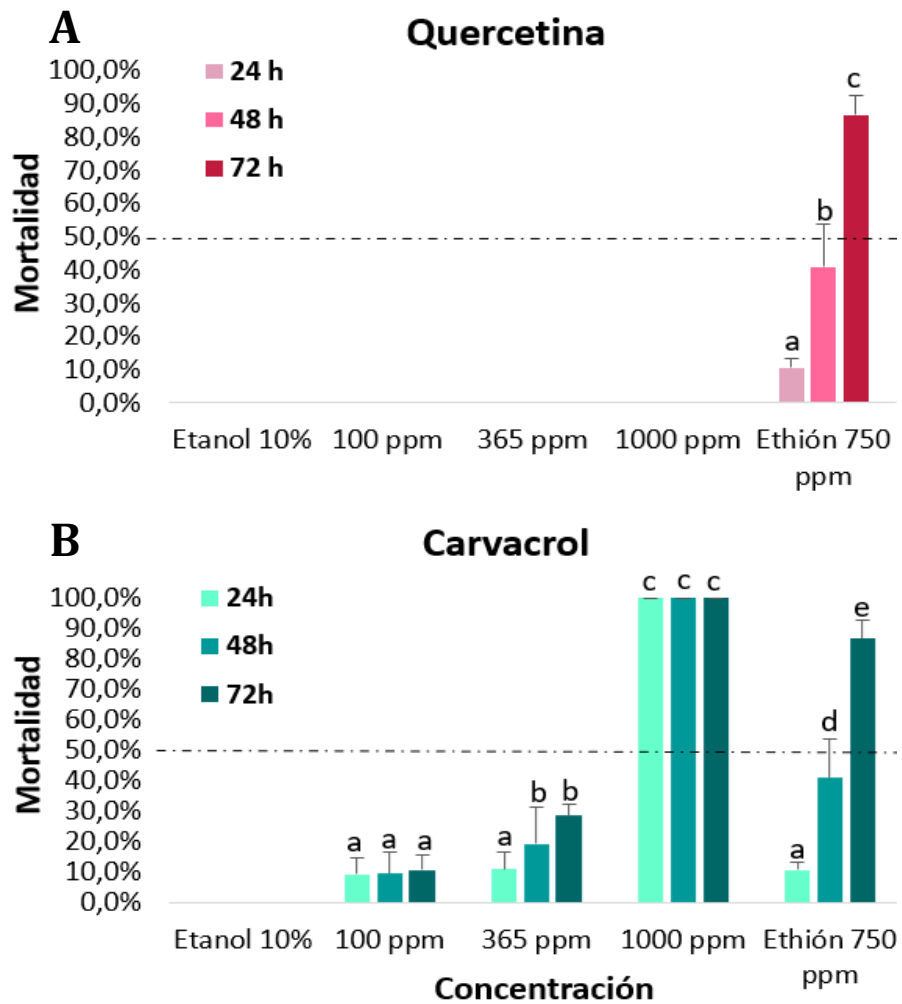 A
Quercetina
24 h
48 h
72 h
Mortalidad
100,0%
90,0%
80,0%
70,0%
60,0%
50,0%
40,0%
30,0%
20,0%
10,0%
0,0%
a
b
c
Etanol 10% 100 ppm 365 ppm 1000 ppm Ethión 750
ppm
B
Carvacrol
24h
48h
72h
Mortalidad
100,0%
90,0%
80,0%
70,0%
60,0%
50,0%
40,0%
30,0%
20,0%
10,0%
0,0%
a a a
a b b
c c c
a d e
Etanol 10% 100 ppm 365 ppm 1000 ppm Ethión 750
ppm
Concentración